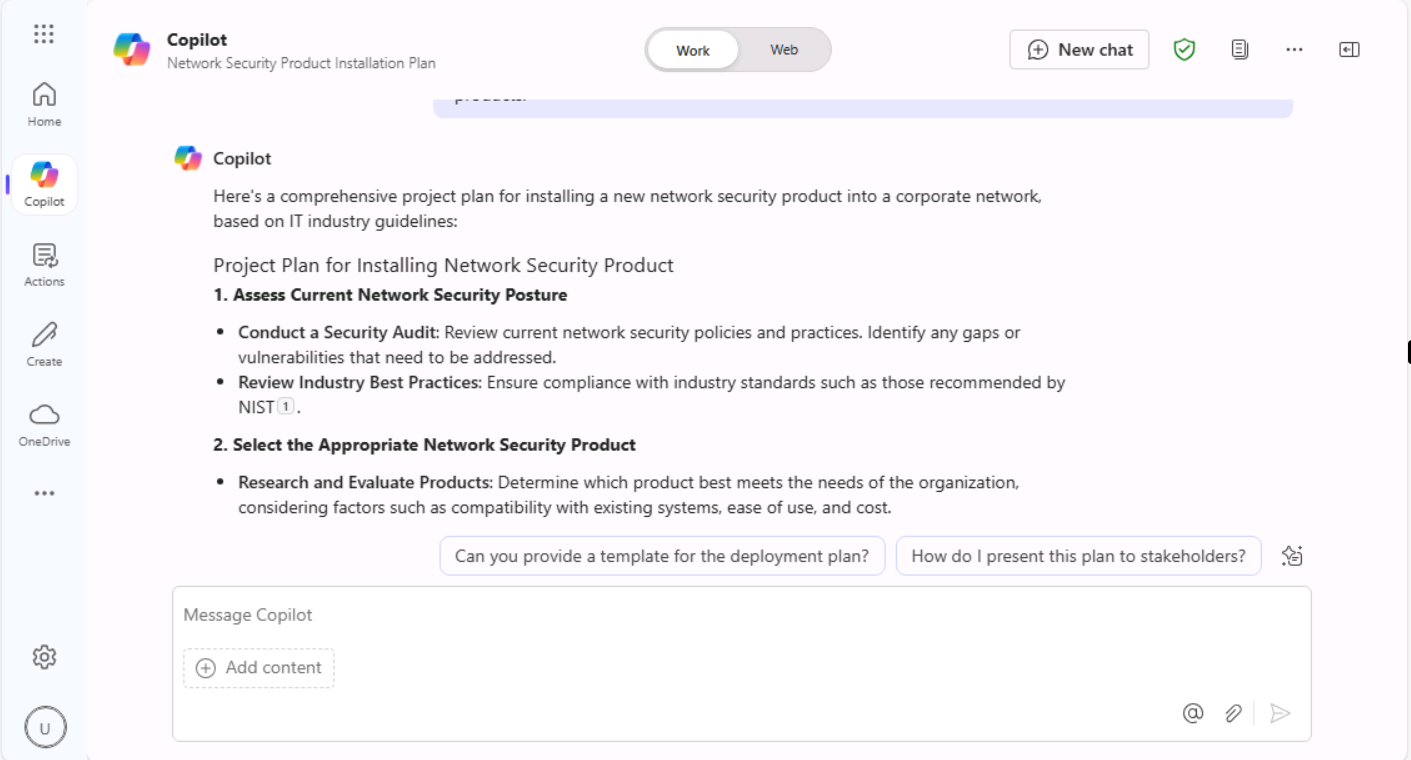 Copilot
Network Security Product Installation Plan
Work
Web
New chat
Home
Copilot
Actions
Create
OneDrive
U
products.
Copilot
Here's a comprehensive project plan for installing a new network security product into a corporate network,
based on IT industry guidelines:
Project Plan for Installing Network Security Product
1. Assess Current Network Security Posture
• Conduct a Security Audit: Review current network security policies and practices. Identify any gaps or
vulnerabilities that need to be addressed.
• Review Industry Best Practices: Ensure compliance with industry standards such as those recommended by
NIST 1 .
2. Select the Appropriate Network Security Product
• Research and Evaluate Products: Determine which product best meets the needs of the organization,
considering factors such as compatibility with existing systems, ease of use, and cost.
Can you provide a template for the deployment plan?
How do I present this plan to stakeholders?
Message Copilot
Add content